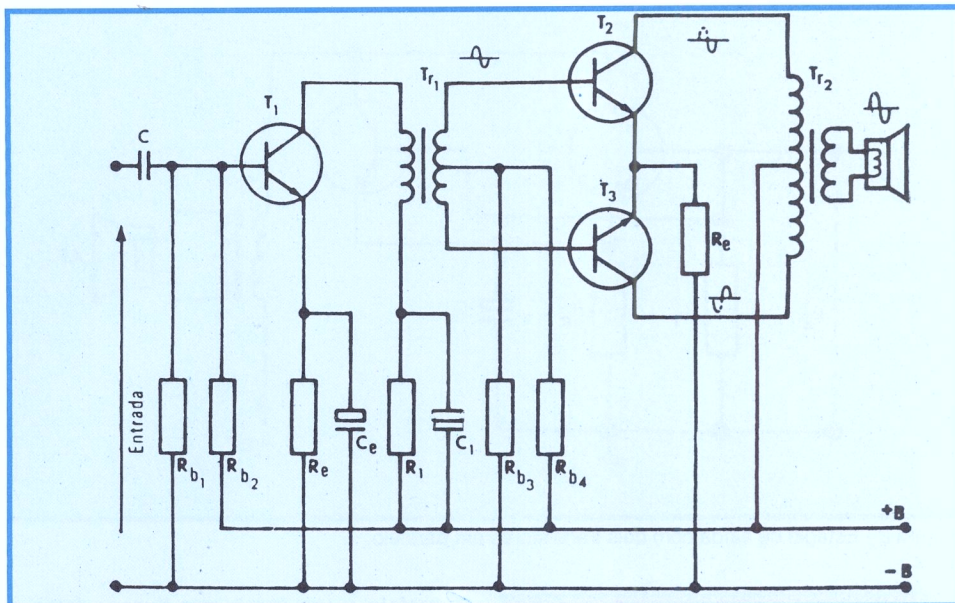 T2
Tr1
Tr2
T1
C
T3
Re
Entrada
Rb1
Rb2
Re
Ce
R1
C1
Rb3
Rb4
+B
-B